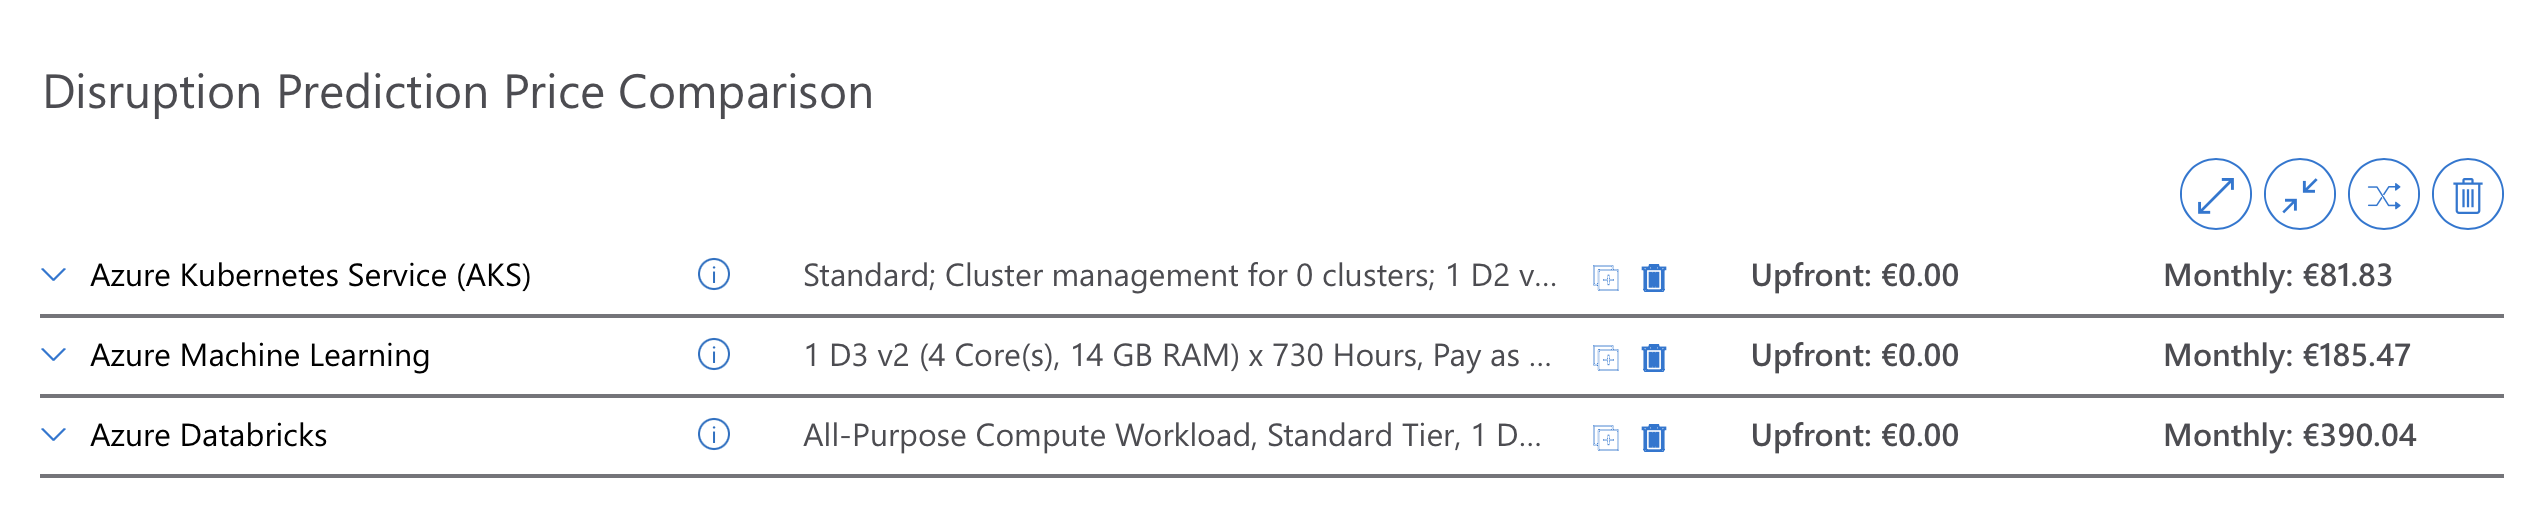 Disruption Prediction Price Comparison
Azure Kubernetes Service (AKS) Standard; Cluster management for 0 clusters; 1 D2 v... Upfront: €0.00 Monthly: €81.83
Azure Machine Learning 1 D3 v2 (4 Core(s), 14 GB RAM) x 730 Hours, Pay as ... Upfront: €0.00 Monthly: €185.47
Azure Databricks All-Purpose Compute Workload, Standard Tier, 1 D... Upfront: €0.00 Monthly: €390.04